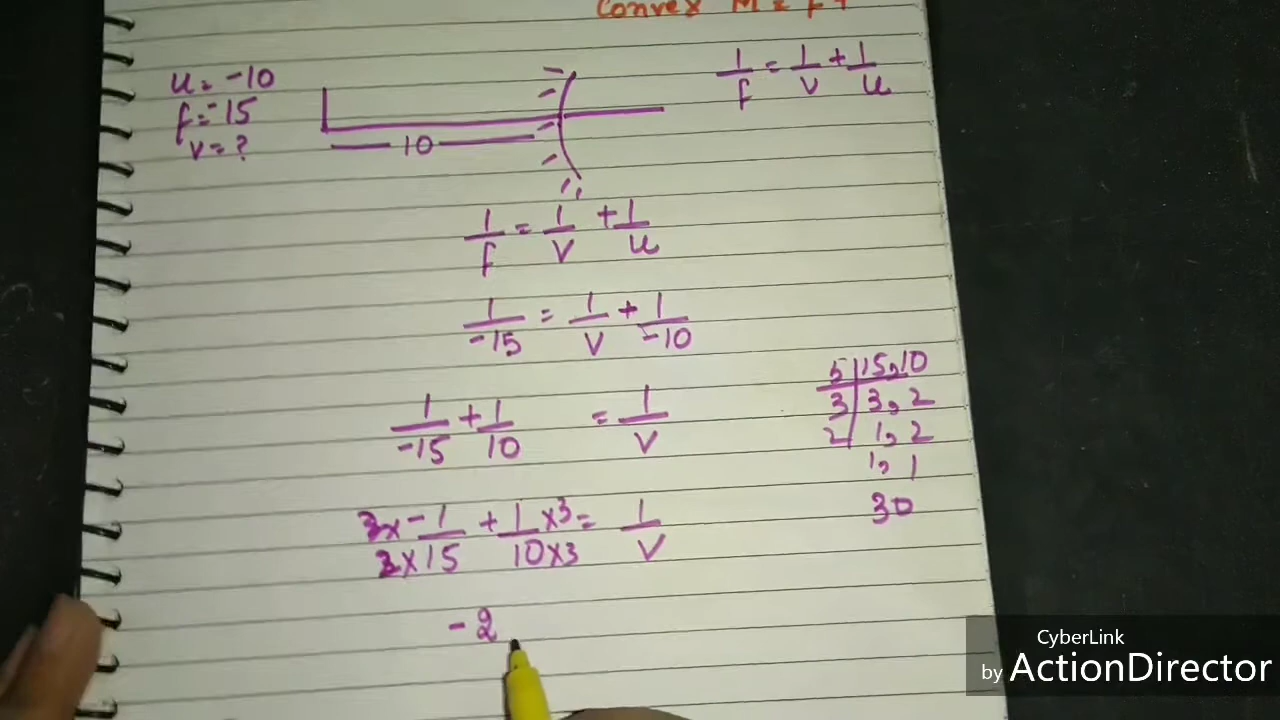 Convex M = f +
u = -10
f = -15
v = ?
10
1/f = 1/v + 1/u
1/f = 1/v + 1/u
1/-15 = 1/v + 1/-10
1/-15 + 1/10 = 1/v
5 | 15, 10
3 | 3, 2
2 | 1, 2
1, 1
30
2x-1/2x15 + 1x3/10x3 = 1/v
-2
CyberLink
by ActionDirector